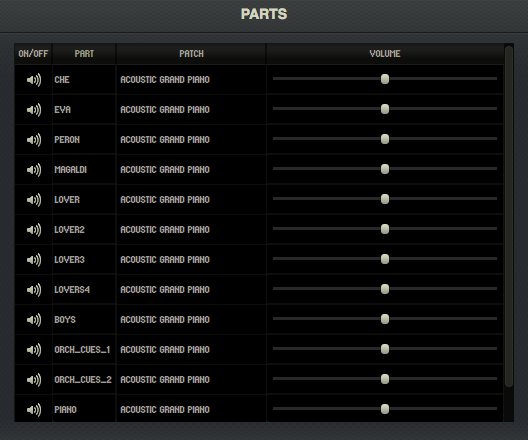 PARTS
ON/OFF PART PATCH VOLUME
CHE ACOUSTIC GRAND PIANO
EVA ACOUSTIC GRAND PIANO
PERON ACOUSTIC GRAND PIANO
MAGALDI ACOUSTIC GRAND PIANO
LOVER ACOUSTIC GRAND PIANO
LOVER2 ACOUSTIC GRAND PIANO
LOVER3 ACOUSTIC GRAND PIANO
LOVERS4 ACOUSTIC GRAND PIANO
BOYS ACOUSTIC GRAND PIANO
ORCH_CUES_1 ACOUSTIC GRAND PIANO
ORCH_CUES_2 ACOUSTIC GRAND PIANO
PIANO ACOUSTIC GRAND PIANO